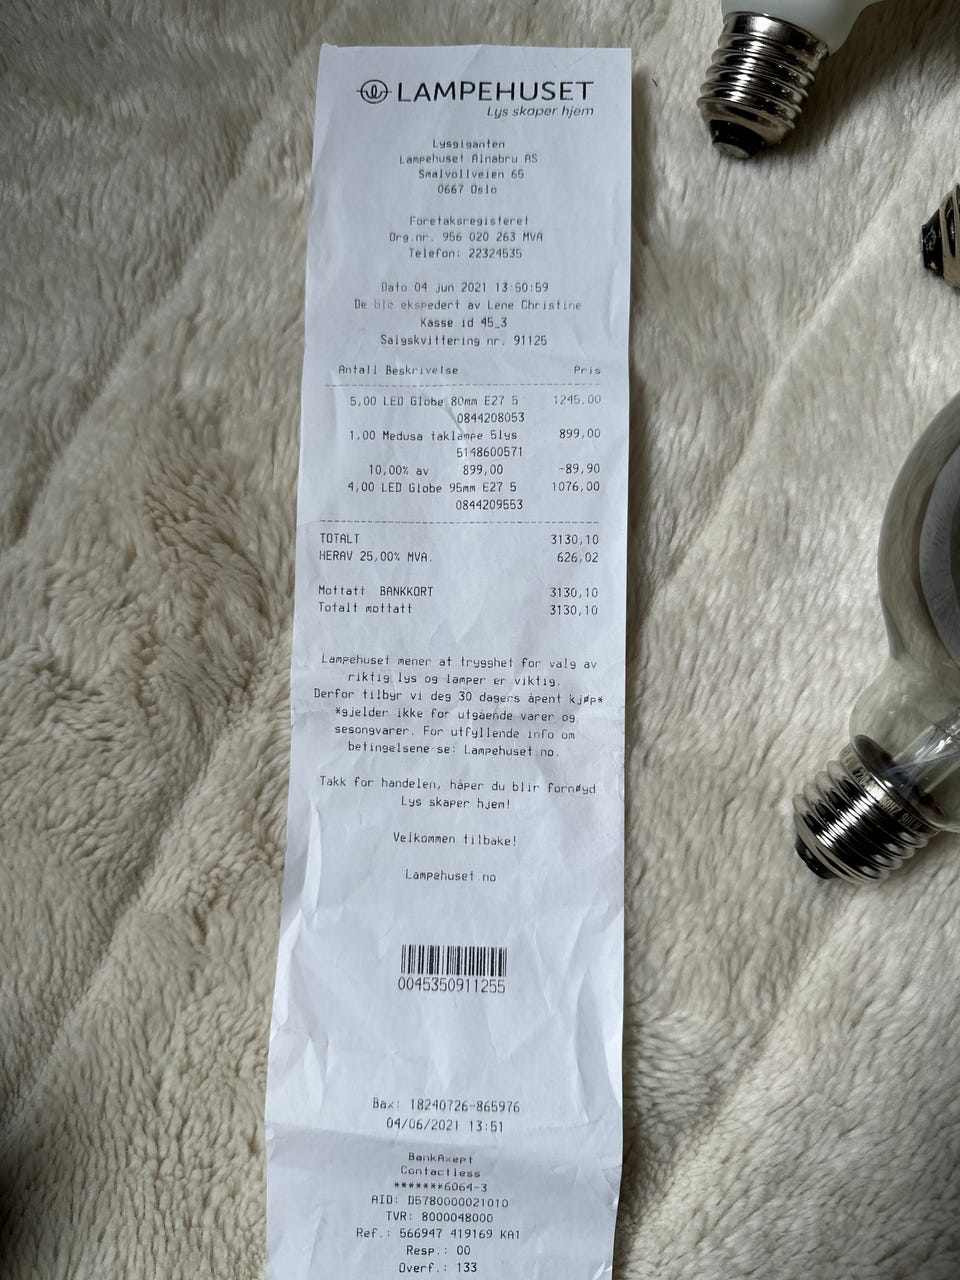 LAMPEHUSET
Lys skaper hjem
Lysgiganten
Lampehuset Alnabru AS
Smalvollveien 65
0667 Oslo
Foretaksregisteret
Org.nr. 956 020 263 MVA
Telefon: 22324535
Dato 04 jun 2021 13:50:59
De ble ekspedert av Lene Christine
Kasse id 45_3
Salgskvittering nr. 91125
Antall Beskrivelse Pris
5,00 LED Globe 80mm E27 5 1245,00
0844208053
1,00 Medusa taklampe 5lys 899,00
5148600571
10,00% av 899,00 -89,90
4,00 LED Globe 95mm E27 5 1076,00
0844209553
TOTALT 3130,10
HERAV 25,00% MVA. 626,02
Mottatt BANKKORT 3130,10
Totalt mottatt 3130,10
Lampehuset mener at trygghet for valg av
riktig lys og lamper er viktig.
Derfor tilbyr vi deg 30 dagers åpent kjøp*
*gjelder ikke for utgående varer og
sesongvarer. For utfyllende info om
betingelsene se: Lampehuset.no.
Takk for handelen, håper du blir fornøyd
Lys skaper hjem!
Velkommen tilbake!
Lampehuset.no
0045350911255
Bax: 18240726-865976
04/06/2021 13:51
BankAxept
Contactless
*******6064-3
AID: D5780000021010
TVR: 8000048000
Ref.: 566947 419169 KA1
Resp.: 00
Overf.: 133